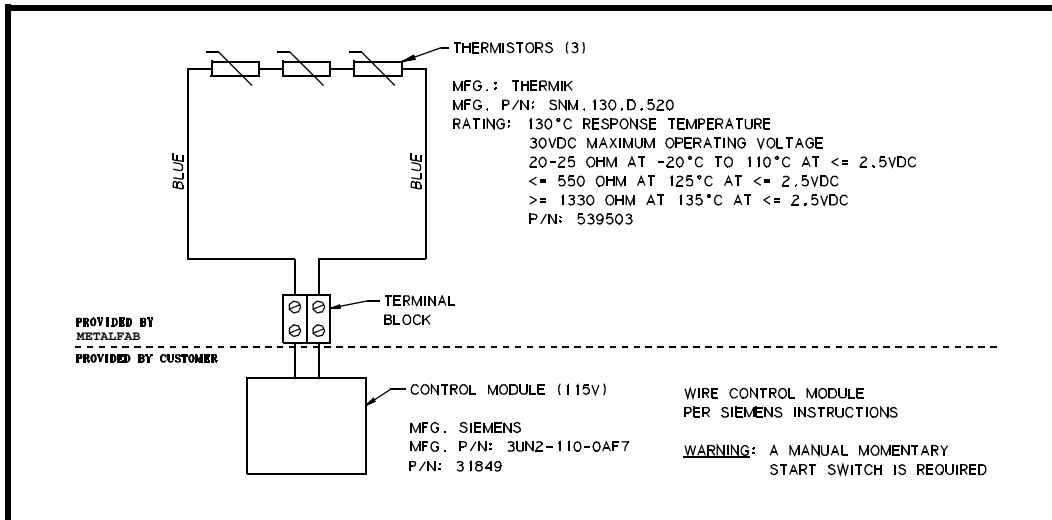 THERMISTORS (3)
MFG.: THERMIK
MFG. P/N: SNM.130.D.520
RATING: 130°C RESPONSE TEMPERATURE
30VDC MAXIMUM OPERATING VOLTAGE
20-25 OHM AT -20°C TO 110°C AT <= 2.5VDC
<= 550 OHM AT 125°C AT <= 2.5VDC
>= 1330 OHM AT 135°C AT <= 2.5VDC
P/N: 539503
BLUE
BLUE
TERMINAL
BLOCK
PROVIDED BY
METALFAB
PROVIDED BY CUSTOMER
CONTROL MODULE (115V)
MFG. SIEMENS
MFG. P/N: 3UN2-110-0AF7
P/N: 31849
WIRE CONTROL MODULE
PER SIEMENS INSTRUCTIONS
WARNING: A MANUAL MOMENTARY
START SWITCH IS REQUIRED